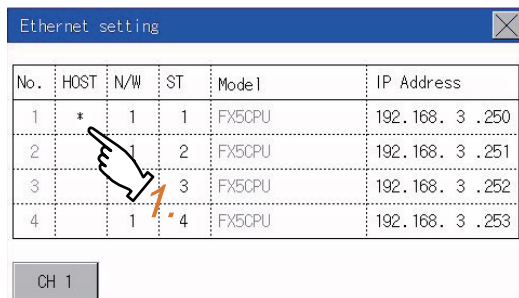 Ethernet setting
No. HOST N/W ST Model IP Address
1 * 1 1 FX5CPU 192.168. 3 .250
2 1 2 FX5CPU 192.168. 3 .251
3 3 FX5CPU 192.168. 3 .252
4 1 4 FX5CPU 192.168. 3 .253
1.
CH 1